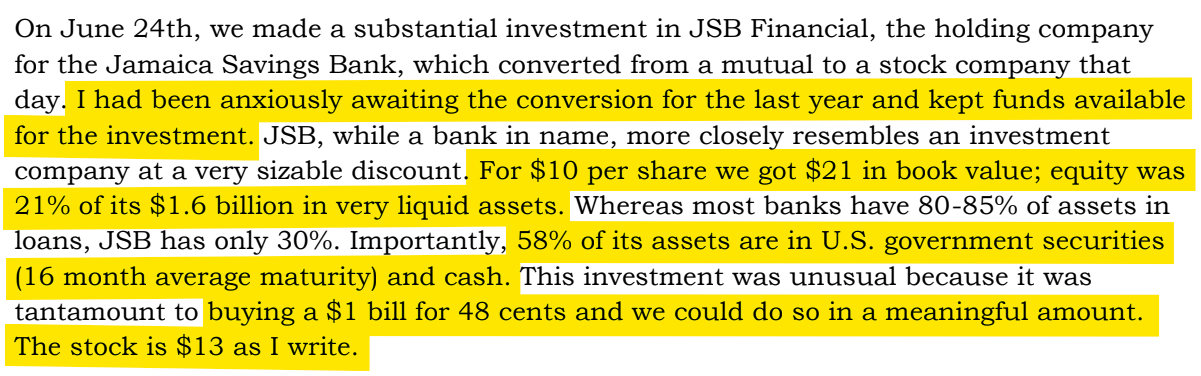 On June 24th, we made a substantial investment in JSB Financial, the holding company
for the Jamaica Savings Bank, which converted from a mutual to a stock company that
day. I had been anxiously awaiting the conversion for the last year and kept funds available
for the investment. JSB, while a bank in name, more closely resembles an investment
company at a very sizable discount. For $10 per share we got $21 in book value; equity was
21% of its $1.6 billion in very liquid assets. Whereas most banks have 80-85% of assets in
loans, JSB has only 30%. Importantly, 58% of its assets are in U.S. government securities
(16 month average maturity) and cash. This investment was unusual because it was
tantamount to buying a $1 bill for 48 cents and we could do so in a meaningful amount.
The stock is $13 as I write.